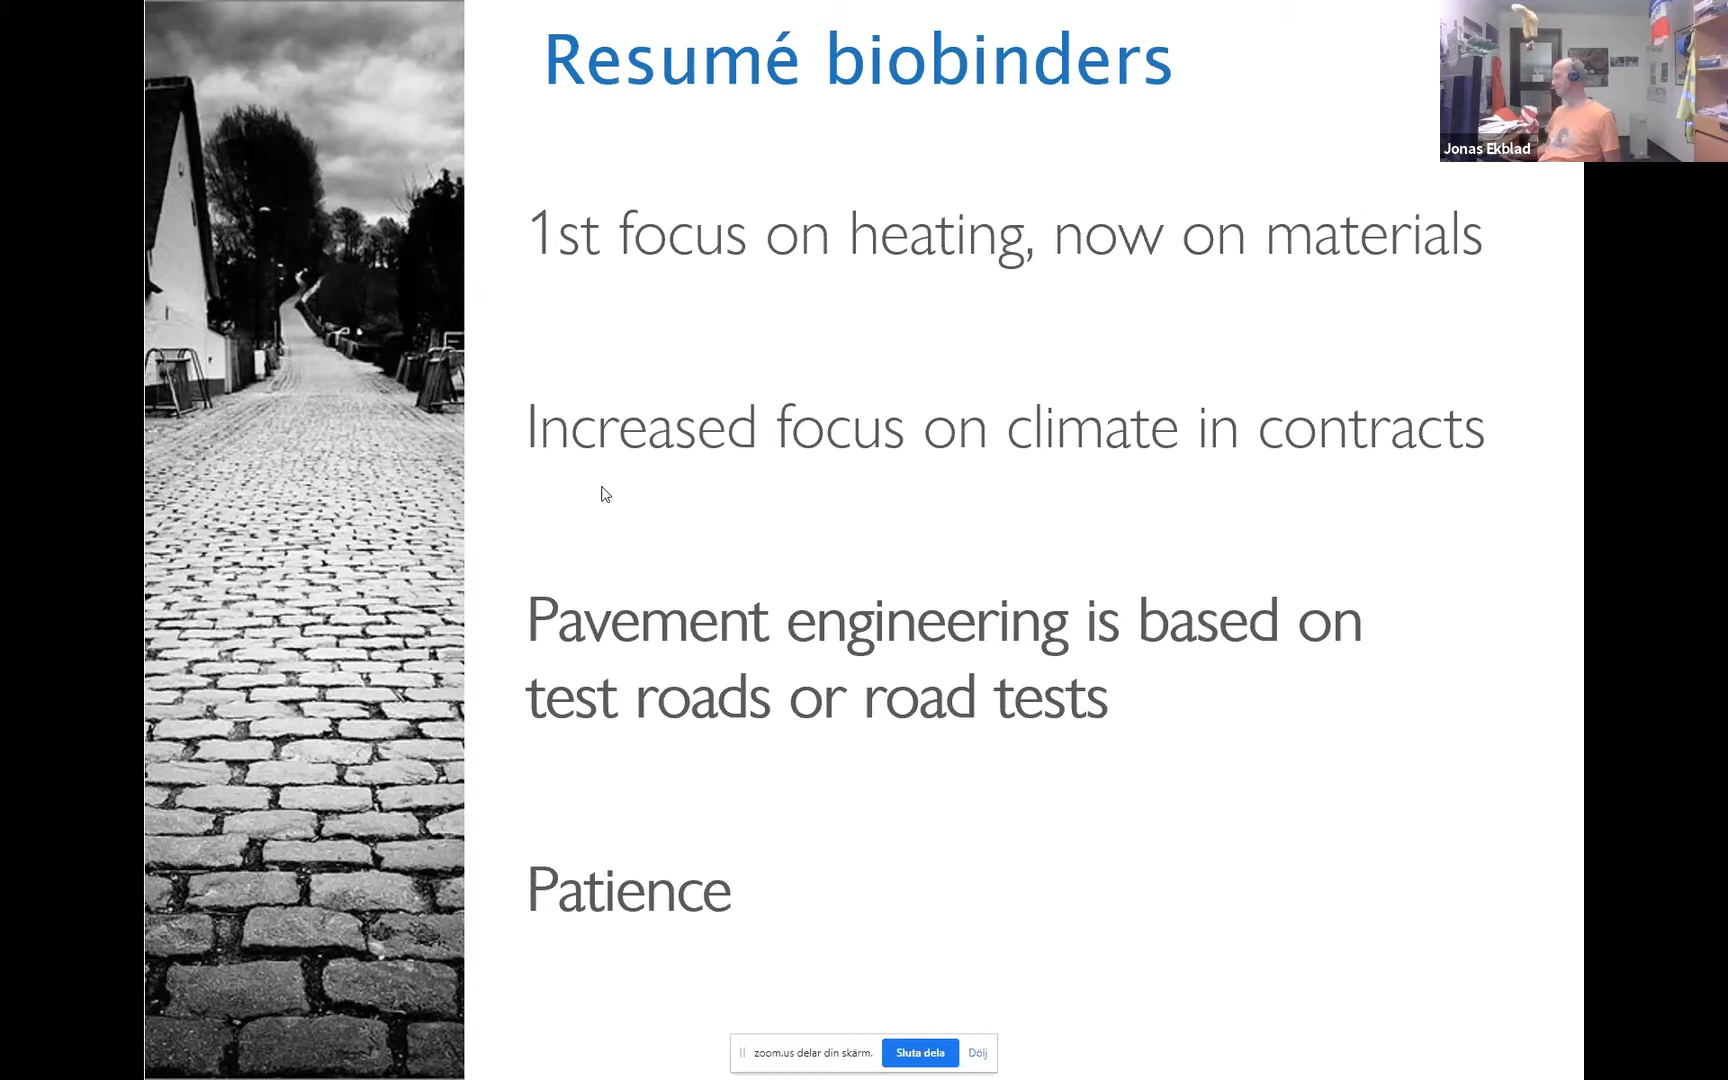 Resumé biobinders
Jonas Ekblad
1st focus on heating, now on materials
Increased focus on climate in contracts
Pavement engineering is based on
test roads or road tests
Patience
zoom.us delar din skärm. Sluta dela Dölj